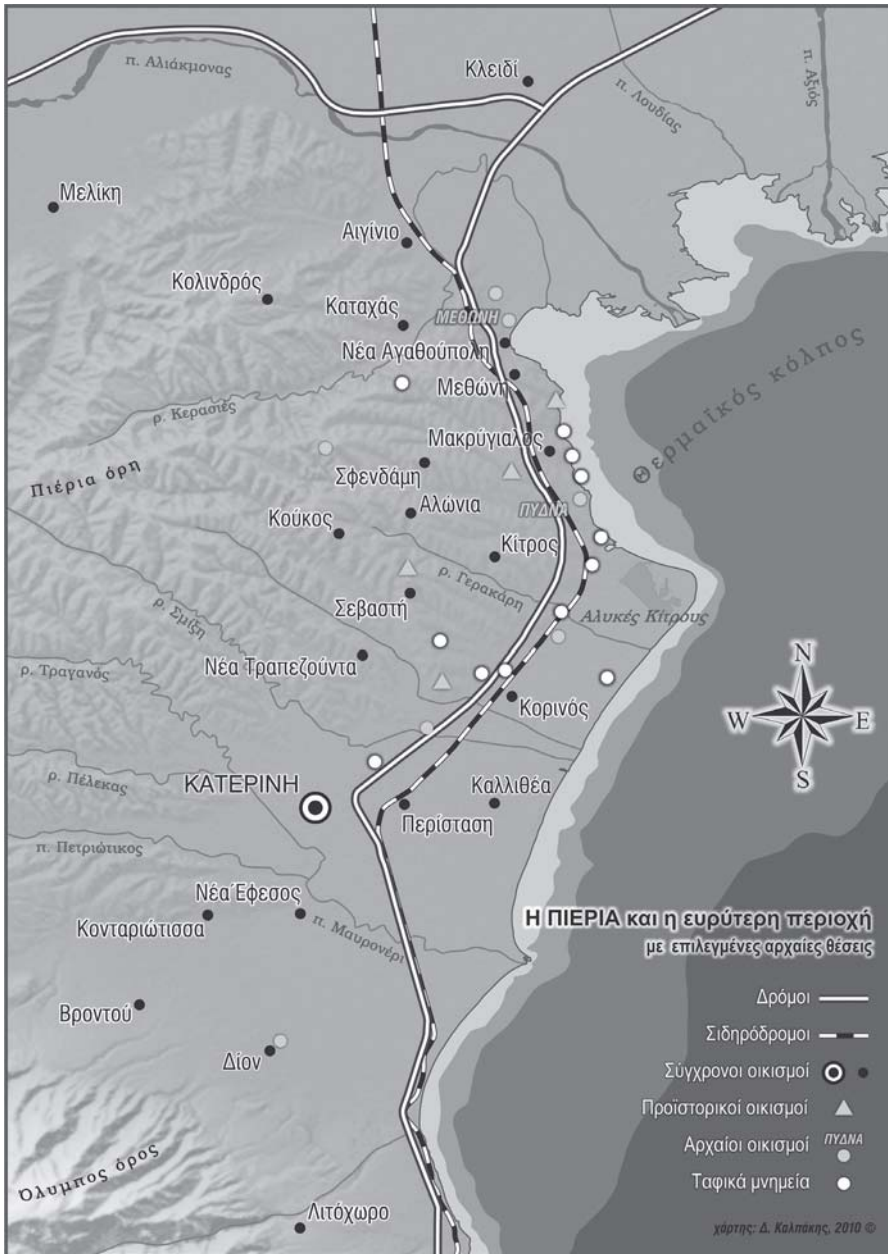 Κλειδί
π. Αλιάκμονας
π. Λουδίας
π. Αξιός
Μελίκη
Αιγίνιο
Κολινδρός
Καταχάς
ΜΕΘΩΝΗ
Νέα Αγαθούπολη
Μεθώνη
ρ. Κερασιές
Θερμαϊκός κόλπος
Μακρύγιαλος
Πιέρια όρη
Σφενδάμη
Αλώνια
ΠΥΔΝΑ
Κούκος
Κίτρος
ρ. Γερακάρη
Σεβαστή
Αλυκές Κίτρους
ρ. Σμίξη
Νέα Τραπεζούντα
ρ. Τραγανός
Κορινός
N
W E
S
ρ. Πέλεκας
ΚΑΤΕΡΙΝΗ
Καλλιθέα
Περίσταση
π. Πετριώτικος
Νέα Έφεσος
Κονταριώτισσα
π. Μαυρονέρι
Βροντού
Δίον
Όλυμπος όρος
Λιτόχωρο
Η ΠΙΕΡΙΑ και η ευρύτερη περιοχή
με επιλεγμένες αρχαίες θέσεις
Δρόμοι
Σιδηρόδρομοι
Σύγχρονοι οικισμοί
Προϊστορικοί οικισμοί
Αρχαίοι οικισμοί ΠΥΔΝΑ
Ταφικά μνημεία
χάρτης: Δ. Καλπάκης, 2010 ©